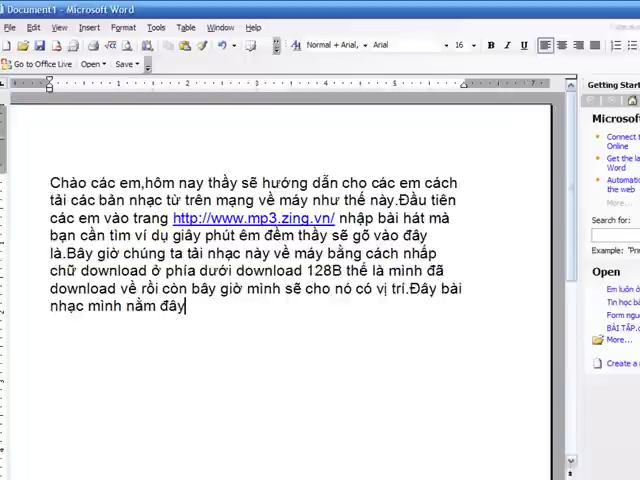 Document1 - Microsoft Word
File Edit View Insert Format Tools Table Window Help
Normal + Arial, Arial 16 B I U
Go to Office Live Open Save
Getting Star
Chào các em,hôm nay thầy sẽ hướng dẫn cho các em cách
tải các bản nhạc từ trên mạng về máy như thế này.Đầu tiên
các em vào trang http://www.mp3.zing.vn/ nhập bài hát mà
bạn cần tìm ví dụ giây phút êm đềm thầy sẽ gõ vào đây
là.Bây giờ chúng ta tải nhạc này về máy bằng cách nhấp
chữ download ở phía dưới download 128B thế là mình đã
download về rồi còn bây giờ mình sẽ cho nó có vị trí.Đây bài
nhạc mình nằm đây
Microsof
Connect t
Online
Get the la
Word
Automatic
the web
More...
Search for:
Example: "Prin
Open
Em luôn ở
Tin học bà
Form ngue
BÀI TẬP.c
More...
Create a r